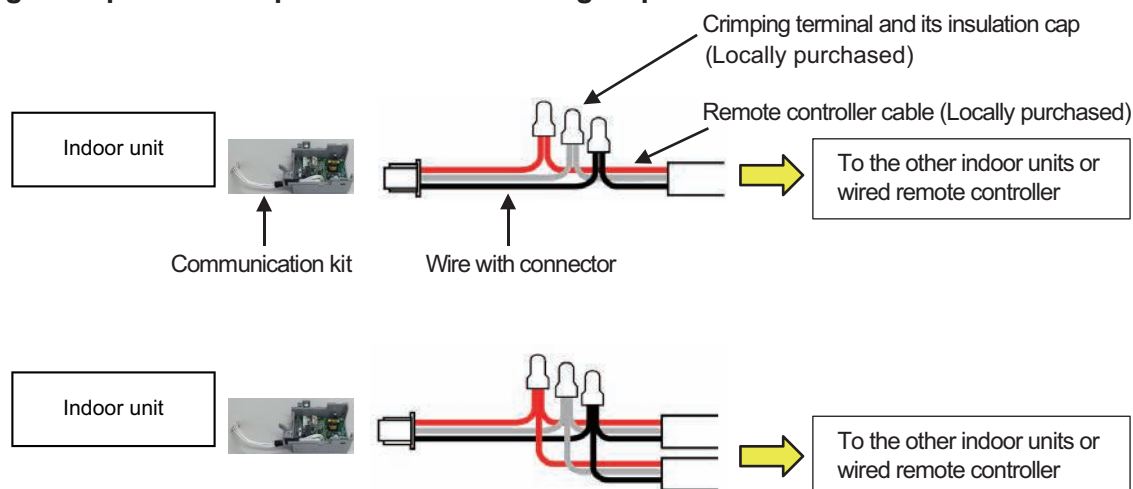 Crimping terminal and its insulation cap
(Locally purchased)
Remote controller cable (Locally purchased)
Indoor unit
To the other indoor units or
wired remote controller
Communication kit
Wire with connector
Indoor unit
To the other indoor units or
wired remote controller